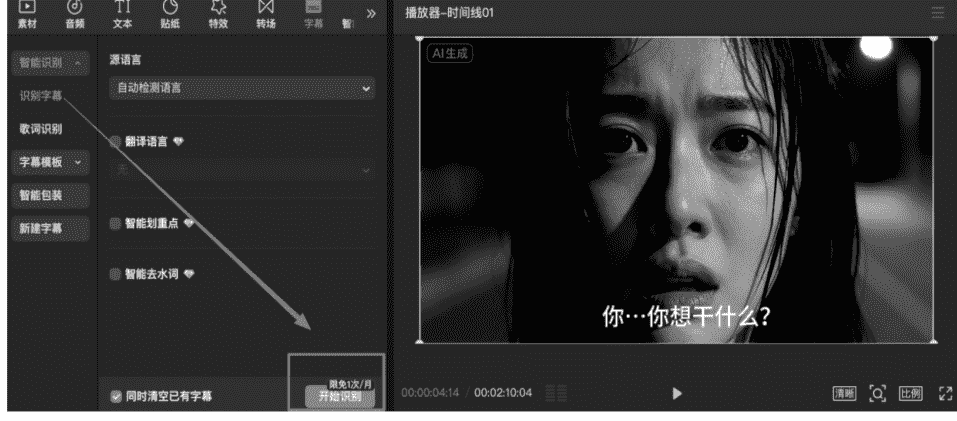 素材 音频 文本 贴纸 特效 转场 字幕 智
播放器-时间线01
智能识别
识别字幕
歌词识别
字幕模板
智能包装
新建字幕
源语言
自动检测语言
翻译语言
无
智能划重点
智能去水词
同时清空已有字幕
限免1次/月
开始识别
AI生成
你…你想干什么?
00:00:04:14 / 00:02:10:04
清晰
比例